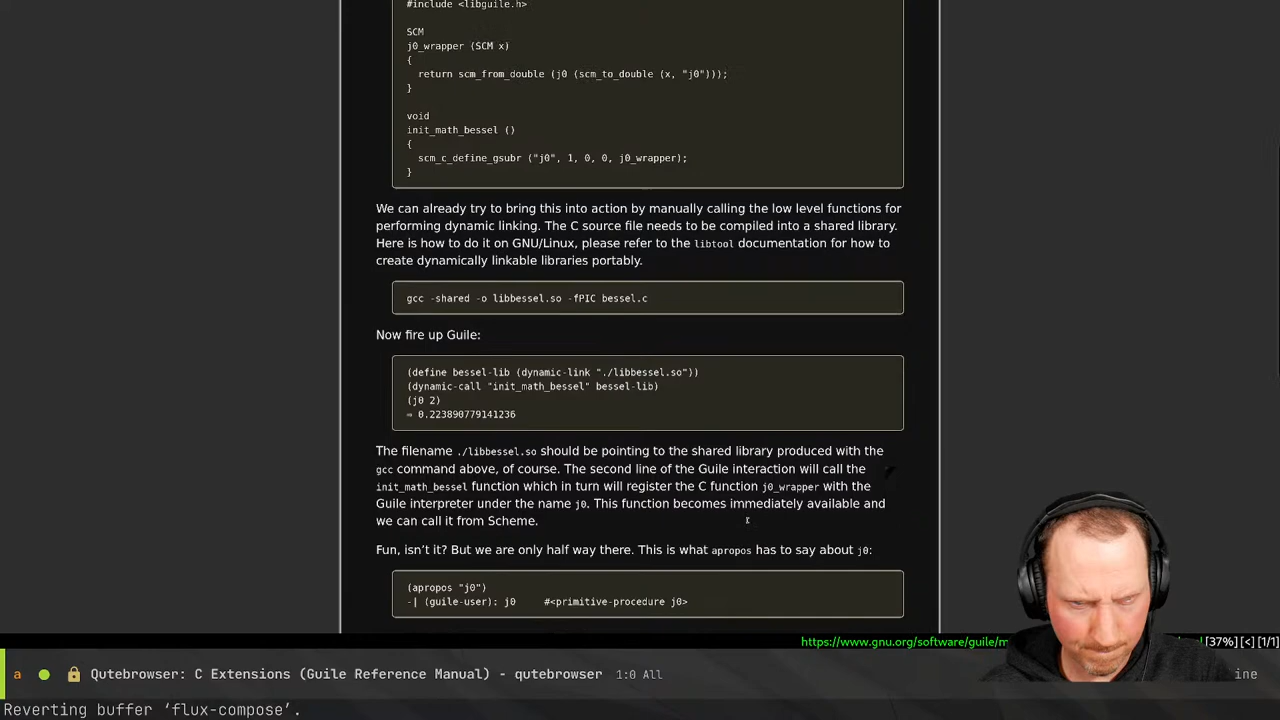 #include <libguile.h>
SCM
j0_wrapper (SCM x)
{
return scm_from_double (j0 (scm_to_double (x, "j0")));
}
void
init_math_bessel ()
{
scm_c_define_gsubr ("j0", 1, 0, 0, j0_wrapper);
}
We can already try to bring this into action by manually calling the low level functions for
performing dynamic linking. The C source file needs to be compiled into a shared library.
Here is how to do it on GNU/Linux, please refer to the libtool documentation for how to
create dynamically linkable libraries portably.
gcc -shared -o libbessel.so -fPIC bessel.c
Now fire up Guile:
(define bessel-lib (dynamic-link "./libbessel.so"))
(dynamic-call "init_math_bessel" bessel-lib)
(j0 2)
⇒ 0.223890779141236
The filename ./libbessel.so should be pointing to the shared library produced with the
gcc command above, of course. The second line of the Guile interaction will call the
init_math_bessel function which in turn will register the C function j0_wrapper with the
Guile interpreter under the name j0. This function becomes immediately available and
we can call it from Scheme.
Fun, isn't it? But we are only half way there. This is what apropos has to say about j0:
(apropos "j0")
-| (guile-user): j0 #<primitive-procedure j0>
https://www.gnu.org/software/guile/m [37%] [<] [1/1]
a Qutebrowser: C Extensions (Guile Reference Manual) - qutebrowser 1:0 All ine
Reverting buffer ‘flux-compose’.